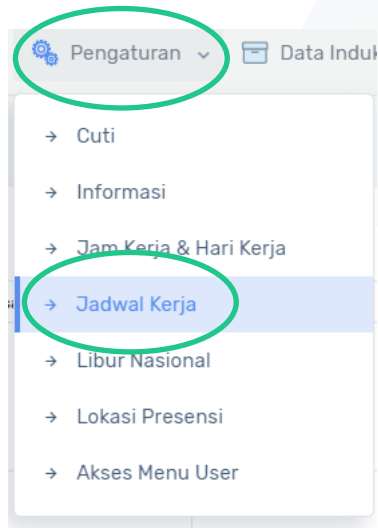 Pengaturan Data Induk
Cuti
Informasi
Jam Kerja & Hari Kerja
Jadwal Kerja
Libur Nasional
Lokasi Presensi
Akses Menu User